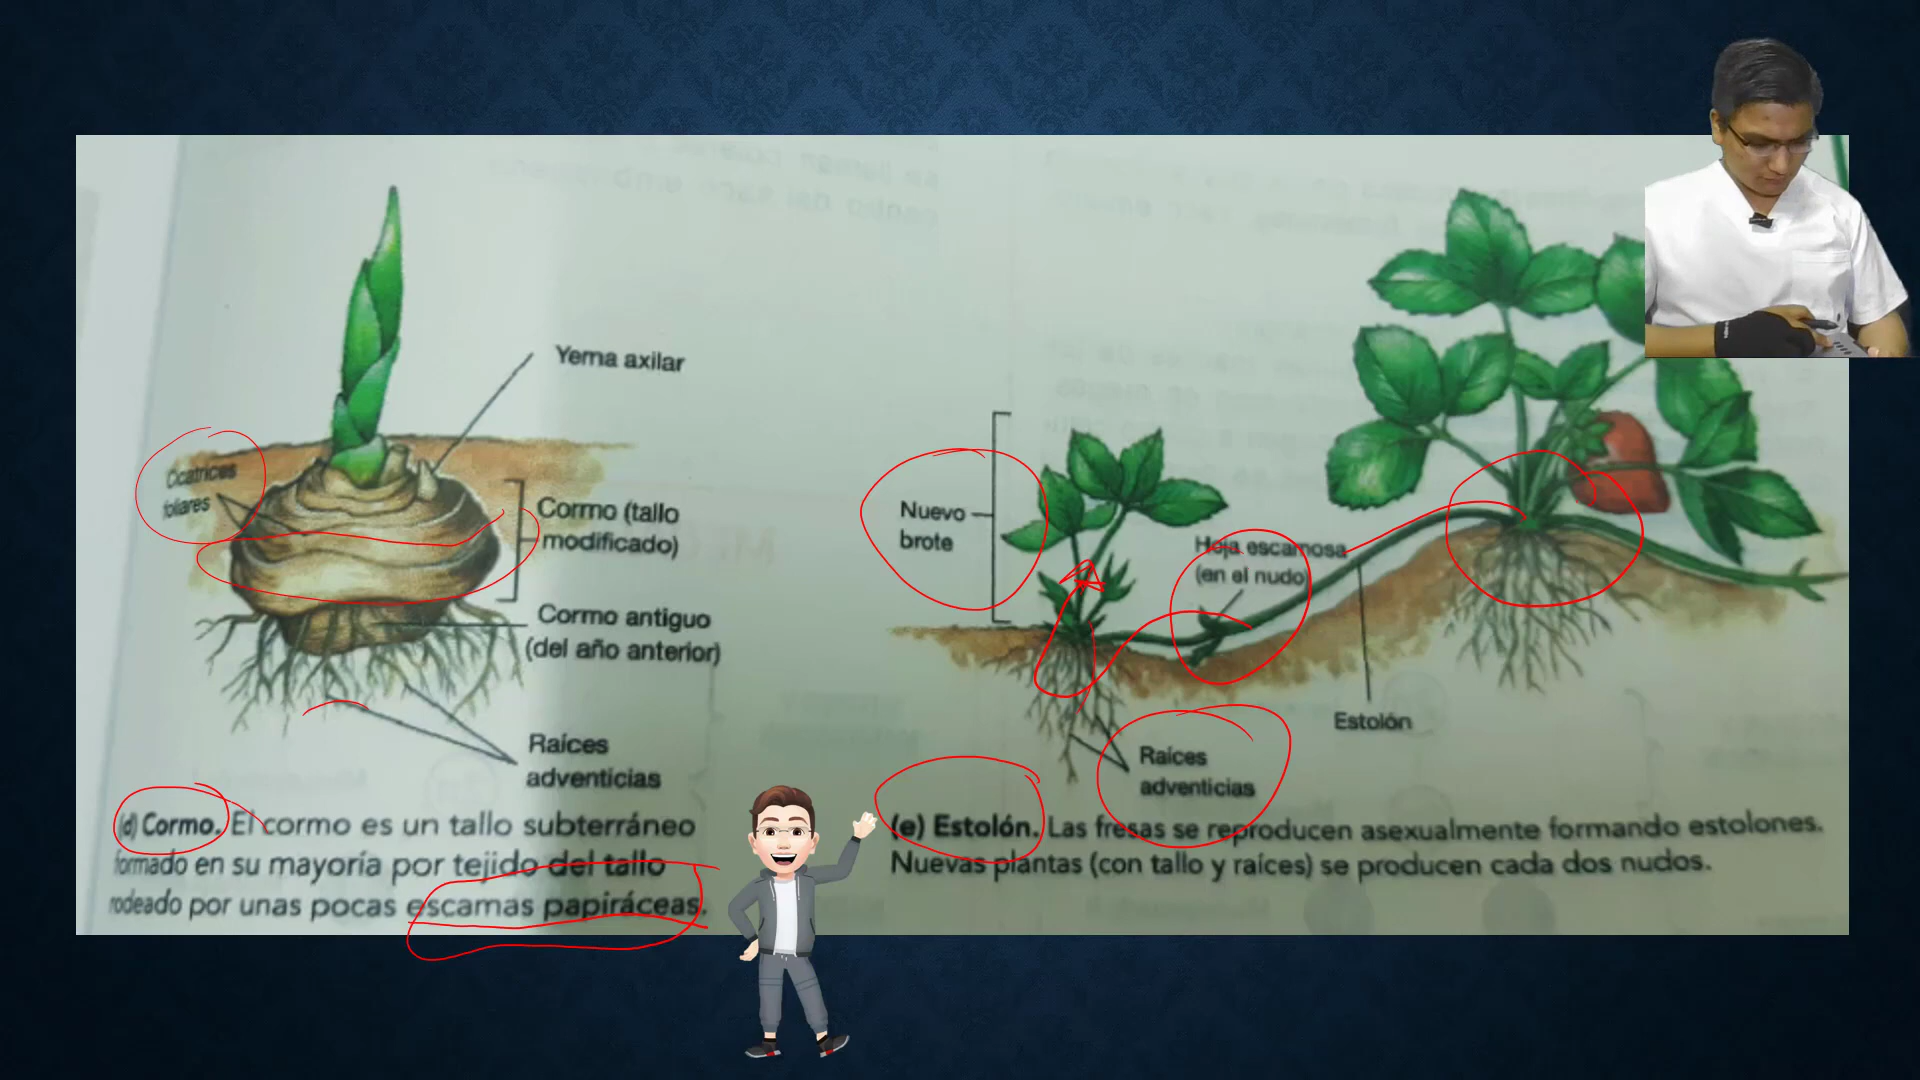 Yema axilar
Cicatrices
foliares
Cormo (tallo
modificado)
Cormo antiguo
(del año anterior)
Raíces
adventicias
(d) Cormo. El cormo es un tallo subterráneo
formado en su mayoría por tejido del tallo
rodeado por unas pocas escamas papiráceas.
Nuevo
brote
Hoja escamosa
(en el nudo)
Estolón
Raíces
adventicias
(e) Estolón. Las fresas se reproducen asexualmente formando estolones.
Nuevas plantas (con tallo y raíces) se producen cada dos nudos.